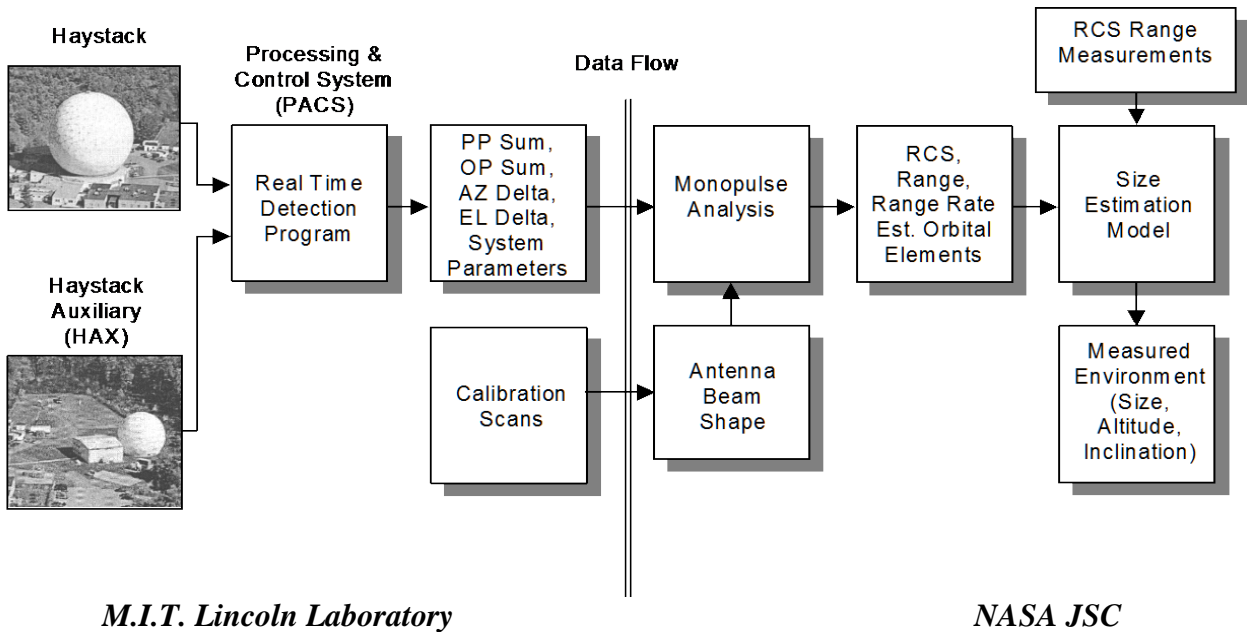 Haystack
Processing &
Control System
(PACS)
Data Flow
RCS Range
Measurements
Real Time
Detection
Program
PP Sum,
OP Sum,
AZ Delta,
EL Delta,
System
Parameters
Monopulse
Analysis
RCS,
Range,
Range Rate
Est. Orbital
Elements
Size
Estimation
Model
Haystack
Auxiliary
(HAX)
Calibration
Scans
Antenna
Beam
Shape
Measured
Environment
(Size,
Altitude,
Inclination)
M.I.T. Lincoln Laboratory
NASA JSC